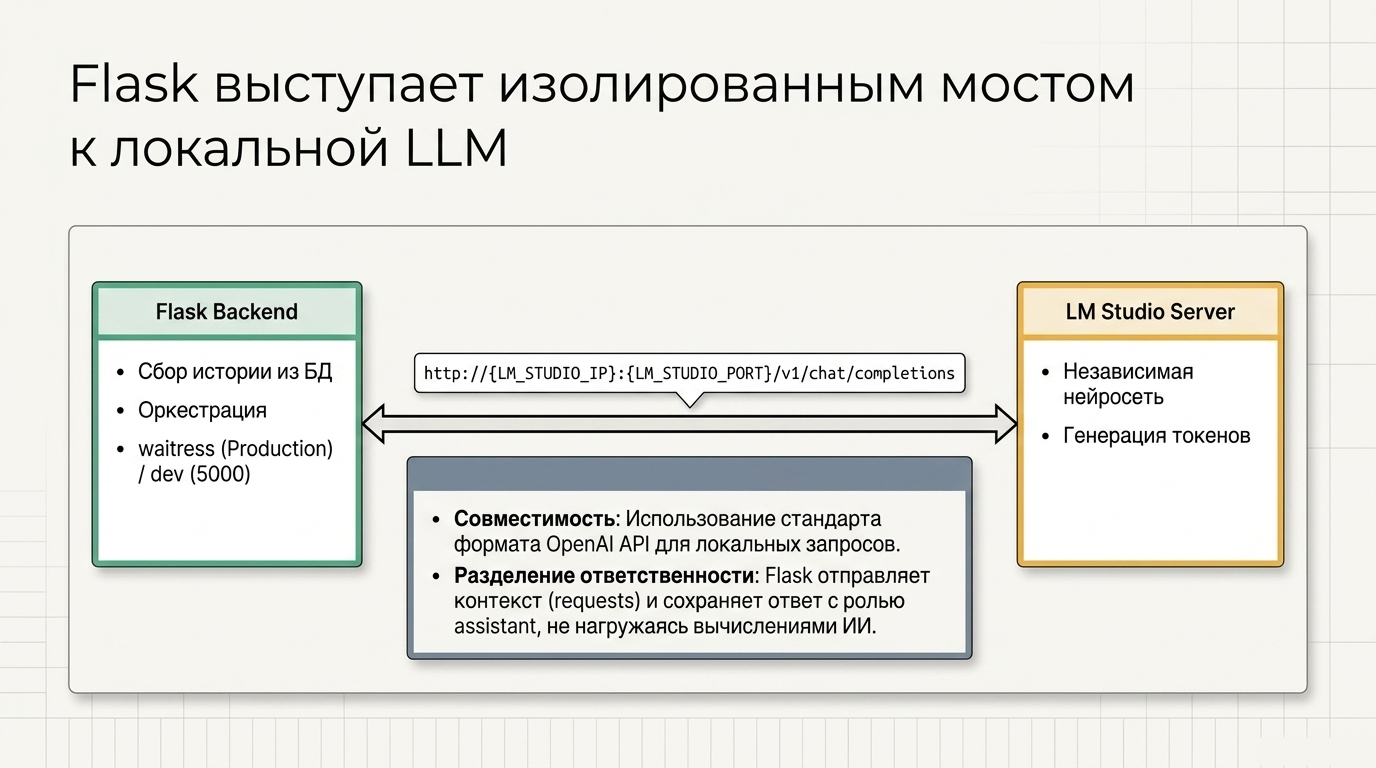 Flask выступает изолированным мостом
к локальной LLM
Flask Backend
• Сбор истории из БД
• Оркестрация
• waitress (Production)
/ dev (5000)
http://{LM_STUDIO_IP}:{LM_STUDIO_PORT}/v1/chat/completions
• Совместимость: Использование стандарта
формата OpenAI API для локальных запросов.
• Разделение ответственности: Flask отправляет
контекст (requests) и сохраняет ответ с ролью
assistant, не нагружаясь вычислениями ИИ.
LM Studio Server
• Независимая
нейросеть
• Генерация токенов